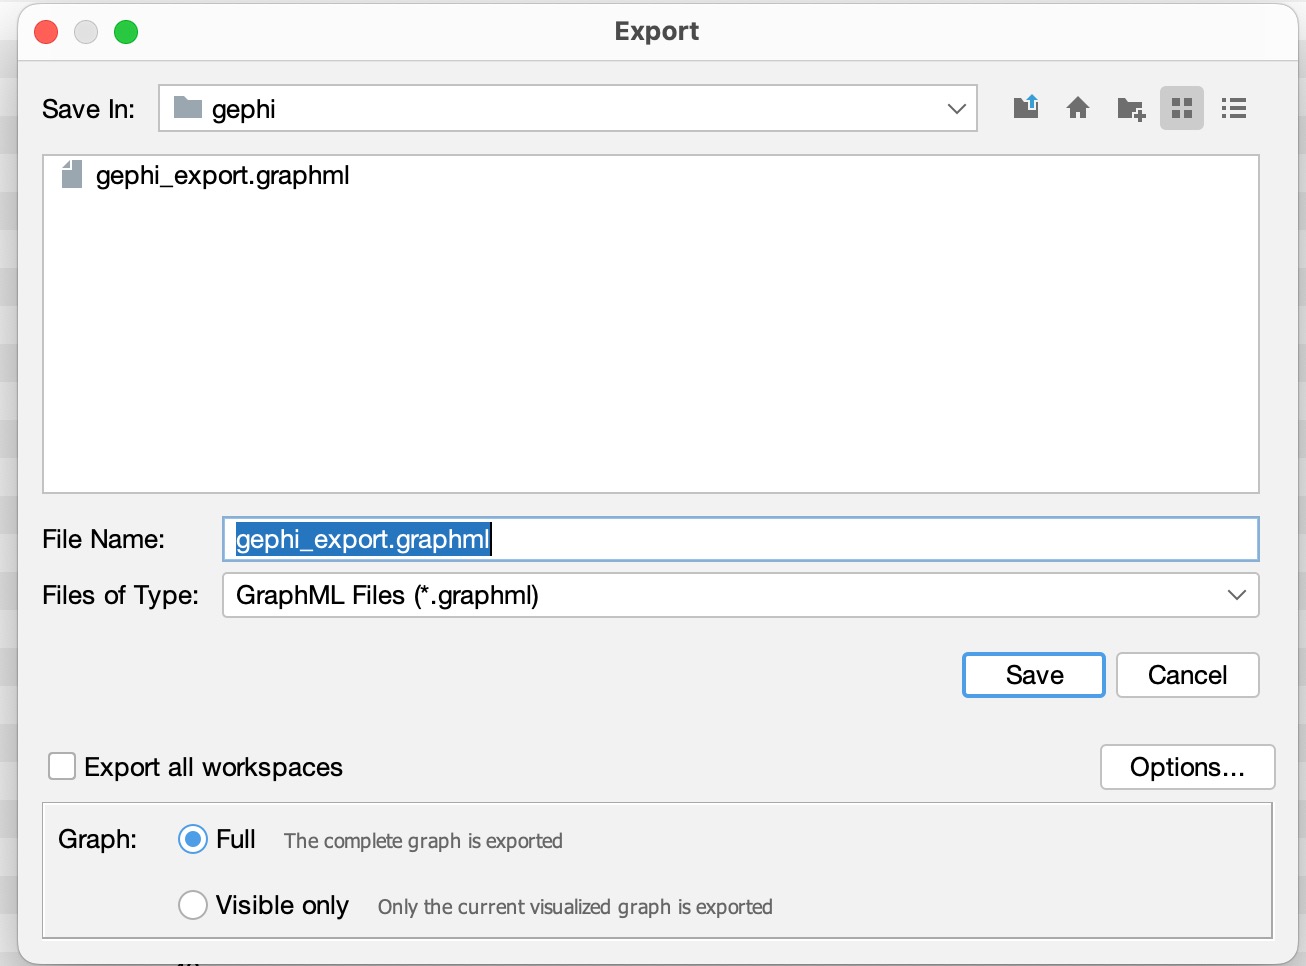 Export
Save In: gephi
gephi_export.graphml
File Name: gephi_export.graphml
Files of Type: GraphML Files (*.graphml)
Save Cancel
Export all workspaces Options...
Graph: Full The complete graph is exported
Visible only Only the current visualized graph is exported